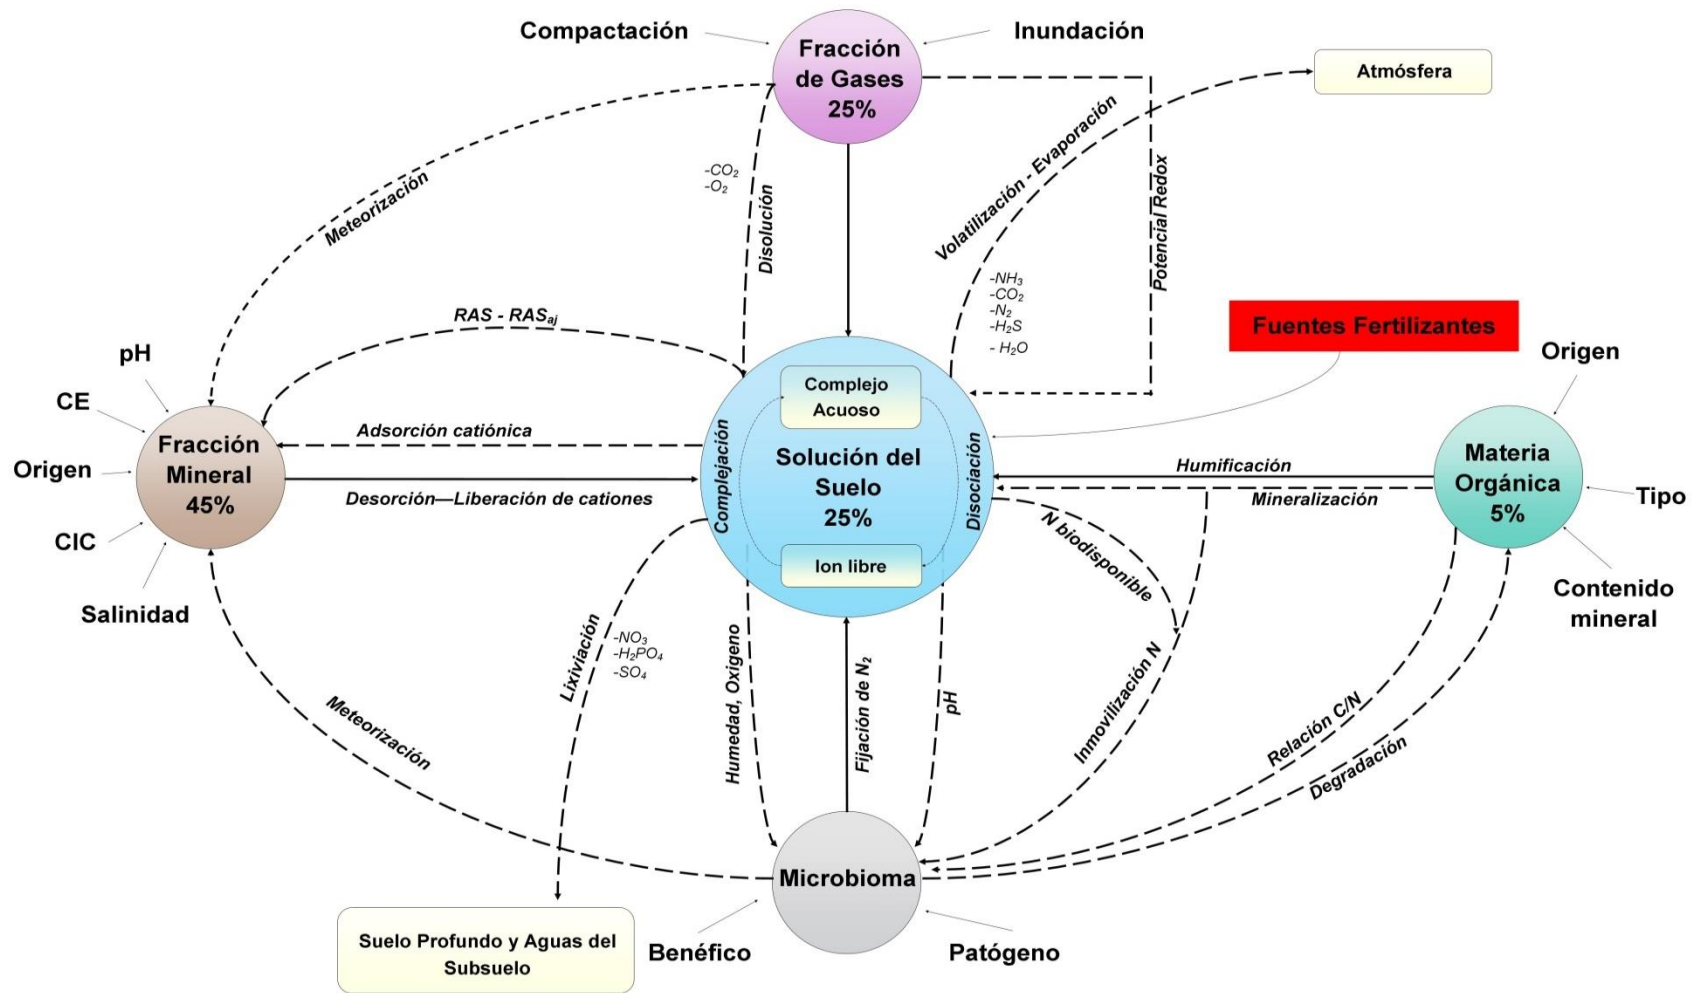 Compactación
Inundación
Fracción
de Gases
25%
Atmósfera
Meteorización
-CO₂
-O₂
Disolución
Volatilización - Evaporación
Potencial Redox
-NH₃
-CO₂
-N₂
-H₂S
- H₂O
Fuentes Fertilizantes
RAS - RASaj
pH
CE
Origen
CIC
Salinidad
Fracción
Mineral
45%
Adsorción catiónica
Desorción—Liberación de cationes
Complejo
Acuoso
Complejación
Solución del
Suelo
25%
Disociación
Ion libre
Humificación
Mineralización
Origen
Materia
Orgánica
5%
Tipo
Contenido
mineral
N biodisponible
Lixiviación
-NO₃
-H₂PO₄
-SO₄
Humedad, Oxigeno
Fijación de N₂
pH
Inmovilización N
Relación C/N
Degradación
Meteorización
Microbioma
Suelo Profundo y Aguas del
Subsuelo
Benéfico
Patógeno